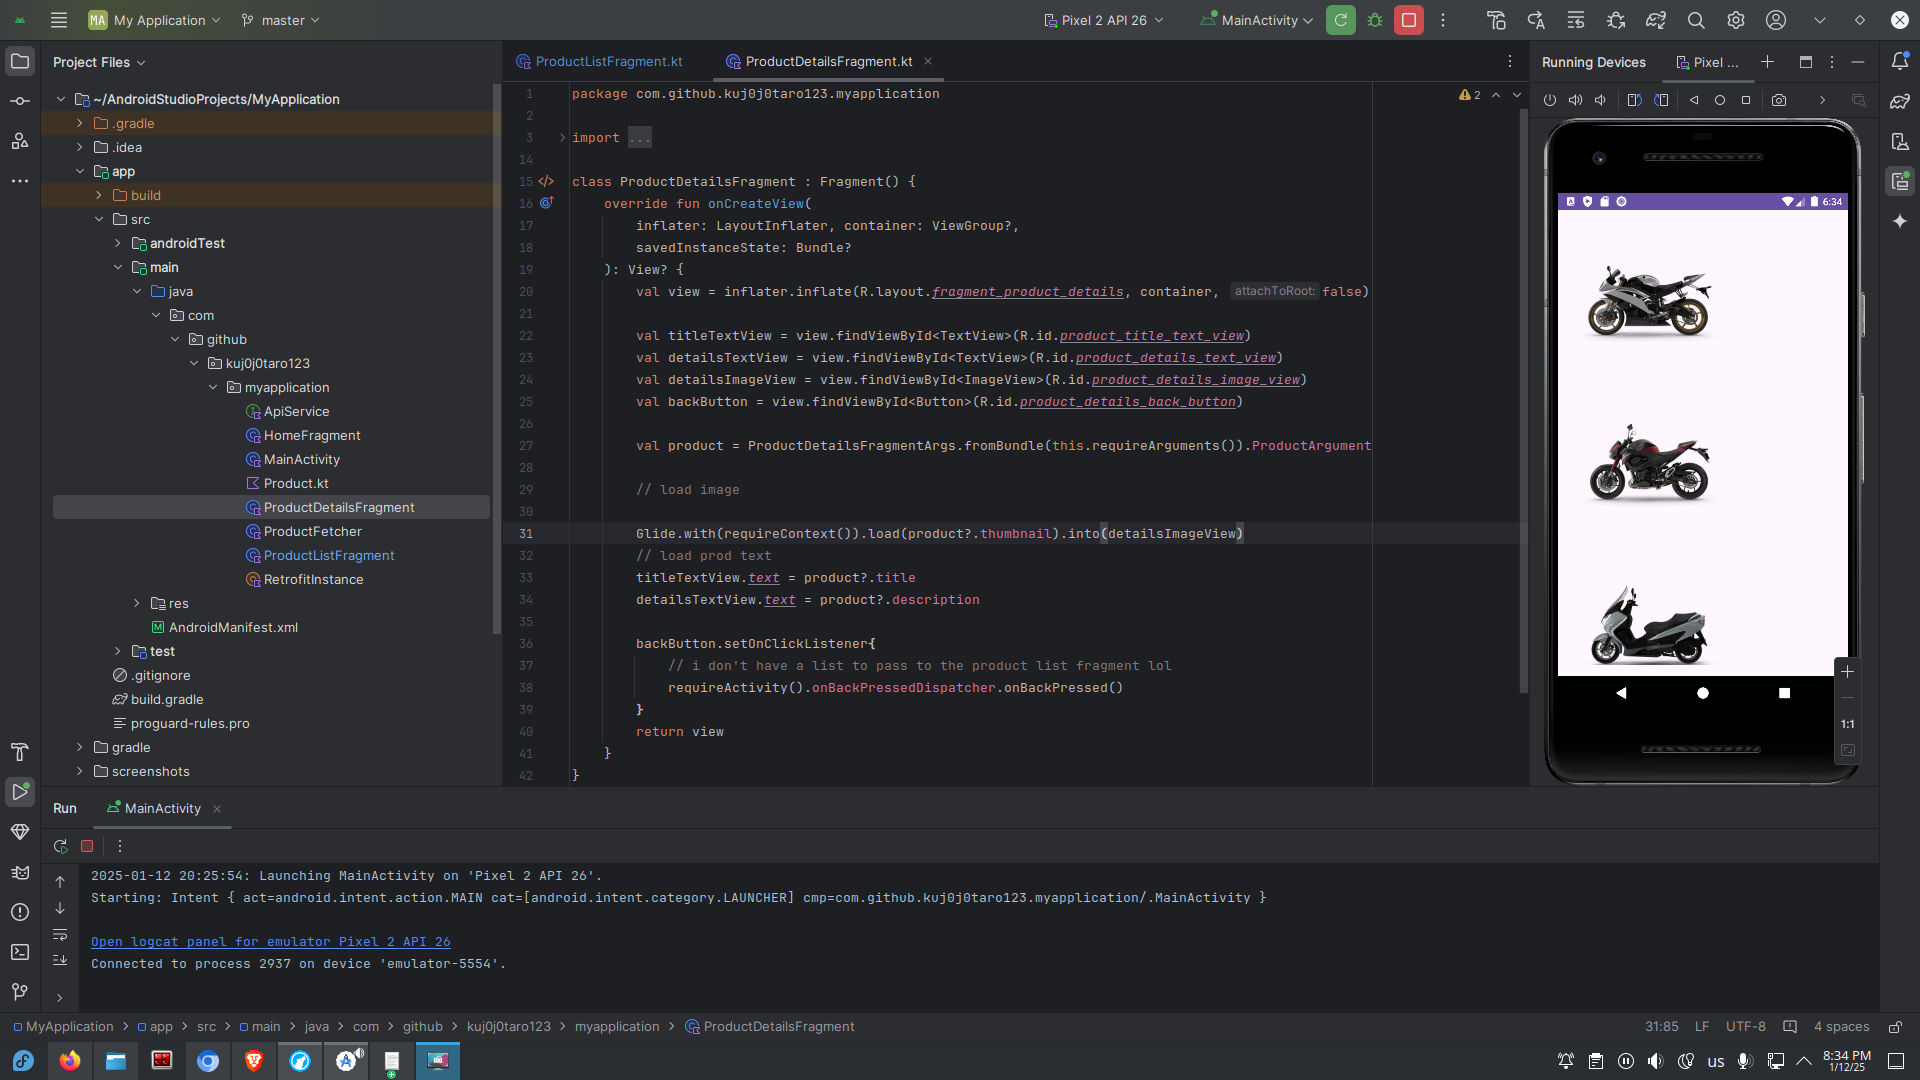 MA My Application master Pixel 2 API 26 MainActivity
Project Files
~/AndroidStudioProjects/MyApplication
.gradle
.idea
app
build
src
androidTest
main
java
com
github
kuj0j0taro123
myapplication
ApiService
HomeFragment
MainActivity
Product.kt
ProductDetailsFragment
ProductFetcher
ProductListFragment
RetrofitInstance
res
AndroidManifest.xml
test
.gitignore
build.gradle
proguard-rules.pro
gradle
screenshots
ProductListFragment.kt ProductDetailsFragment.kt
2
1 package com.github.kuj0j0taro123.myapplication
2
3 import ...
14
15 class ProductDetailsFragment : Fragment() {
16 override fun onCreateView(
17 inflater: LayoutInflater, container: ViewGroup?,
18 savedInstanceState: Bundle?
19 ): View? {
20 val view = inflater.inflate(R.layout.fragment_product_details, container, attachToRoot: false)
21
22 val titleTextView = view.findViewById<TextView>(R.id.product_title_text_view)
23 val detailsTextView = view.findViewById<TextView>(R.id.product_details_text_view)
24 val detailsImageView = view.findViewById<ImageView>(R.id.product_details_image_view)
25 val backButton = view.findViewById<Button>(R.id.product_details_back_button)
26
27 val product = ProductDetailsFragmentArgs.fromBundle(this.requireArguments()).ProductArgument
28
29 // load image
30
31 Glide.with(requireContext()).load(product?.thumbnail).into(detailsImageView)
32 // load prod text
33 titleTextView.text = product?.title
34 detailsTextView.text = product?.description
35
36 backButton.setOnClickListener{
37 // i don't have a list to pass to the product list fragment lol
38 requireActivity().onBackPressedDispatcher.onBackPressed()
39 }
40 return view
41 }
42 }
Running Devices Pixel ...
6:34
1:1
Run MainActivity
2025-01-12 20:25:54: Launching MainActivity on 'Pixel 2 API 26'.
Starting: Intent { act=android.intent.action.MAIN cat=[android.intent.category.LAUNCHER] cmp=com.github.kuj0j0taro123.myapplication/.MainActivity }
Open logcat panel for emulator Pixel 2 API 26
Connected to process 2937 on device 'emulator-5554'.
MyApplication > app > src > main > java > com > github > kuj0j0taro123 > myapplication > ProductDetailsFragment
31:85 LF UTF-8 4 spaces
us
8:34 PM
1/12/25